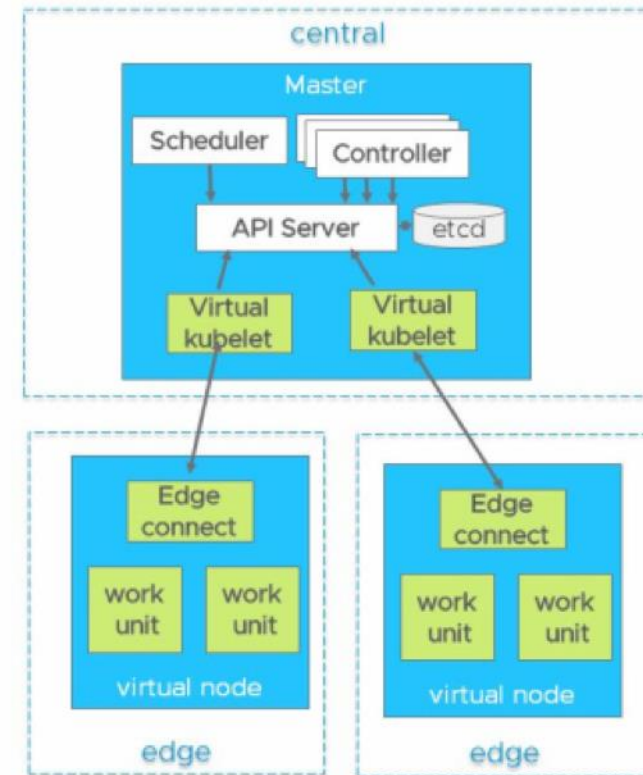 central
Master
Scheduler
Controller
API Server
etcd
Virtual
kubelet
Virtual
kubelet
Edge
connect
work
unit
work
unit
virtual node
edge
Edge
connect
work
unit
work
unit
virtual node
edge